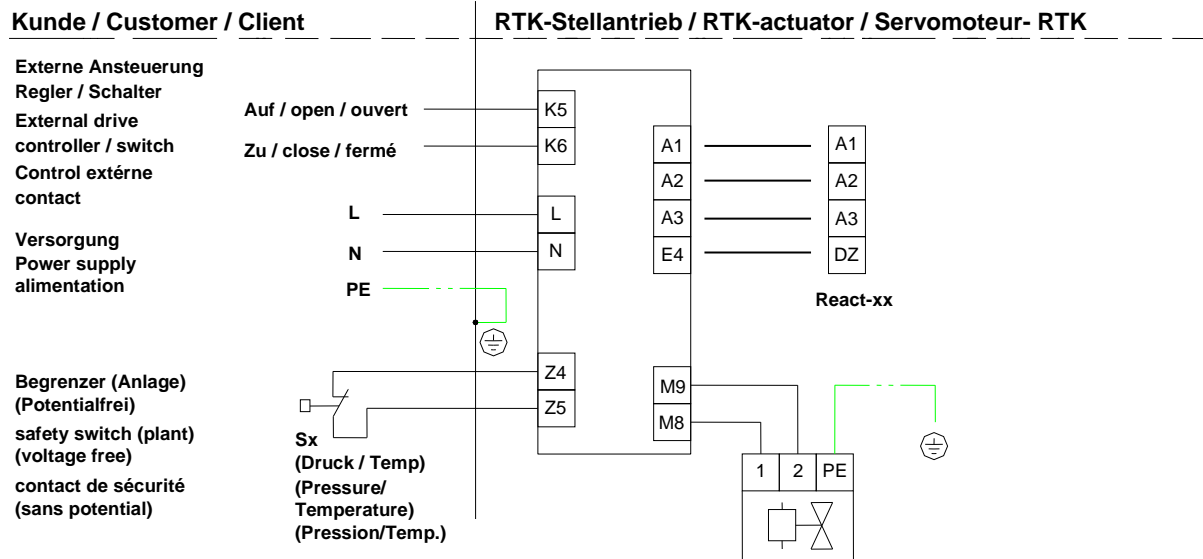 Kunde / Customer / Client
RTK-Stellantrieb / RTK-actuator / Servomoteur- RTK
Externe Ansteuerung
Regler / Schalter
External drive
controller / switch
Control extérne
contact
Auf / open / ouvert
K5
Zu / close / fermé
K6
A1
A1
A2
A2
A3
A3
E4
DZ
React-xx
Versorgung
Power supply
alimentation
L
L
N
N
PE
Begrenzer (Anlage)
(Potentialfrei)
safety switch (plant)
(voltage free)
contact de sécurité
(sans potential)
Sx
(Druck / Temp)
(Pressure/
Temperature)
(Pression/Temp.)
Z4
Z5
M9
M8
1 2 PE